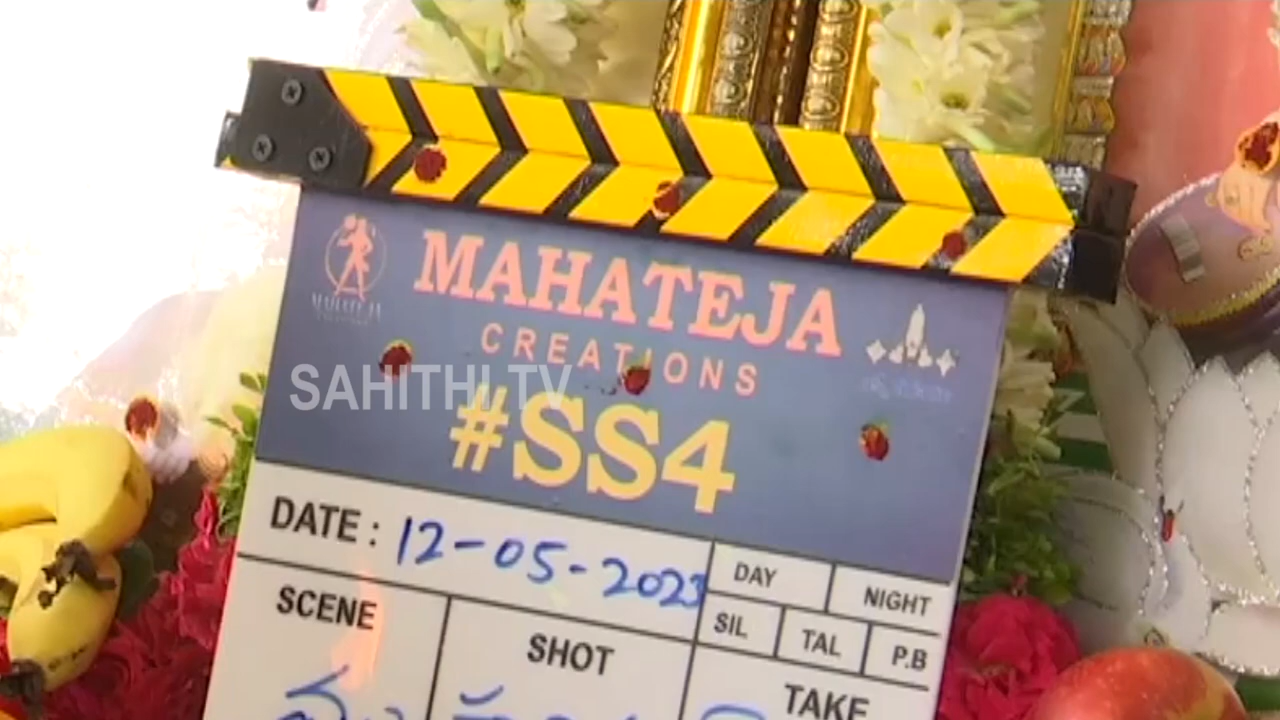 MAHATEJA
CREATIONS
SAHITHI TV
#SS4
DATE : 12-05-2023
DAY
NIGHT
SCENE
SHOT
SIL
TAL
P.B
TAKE